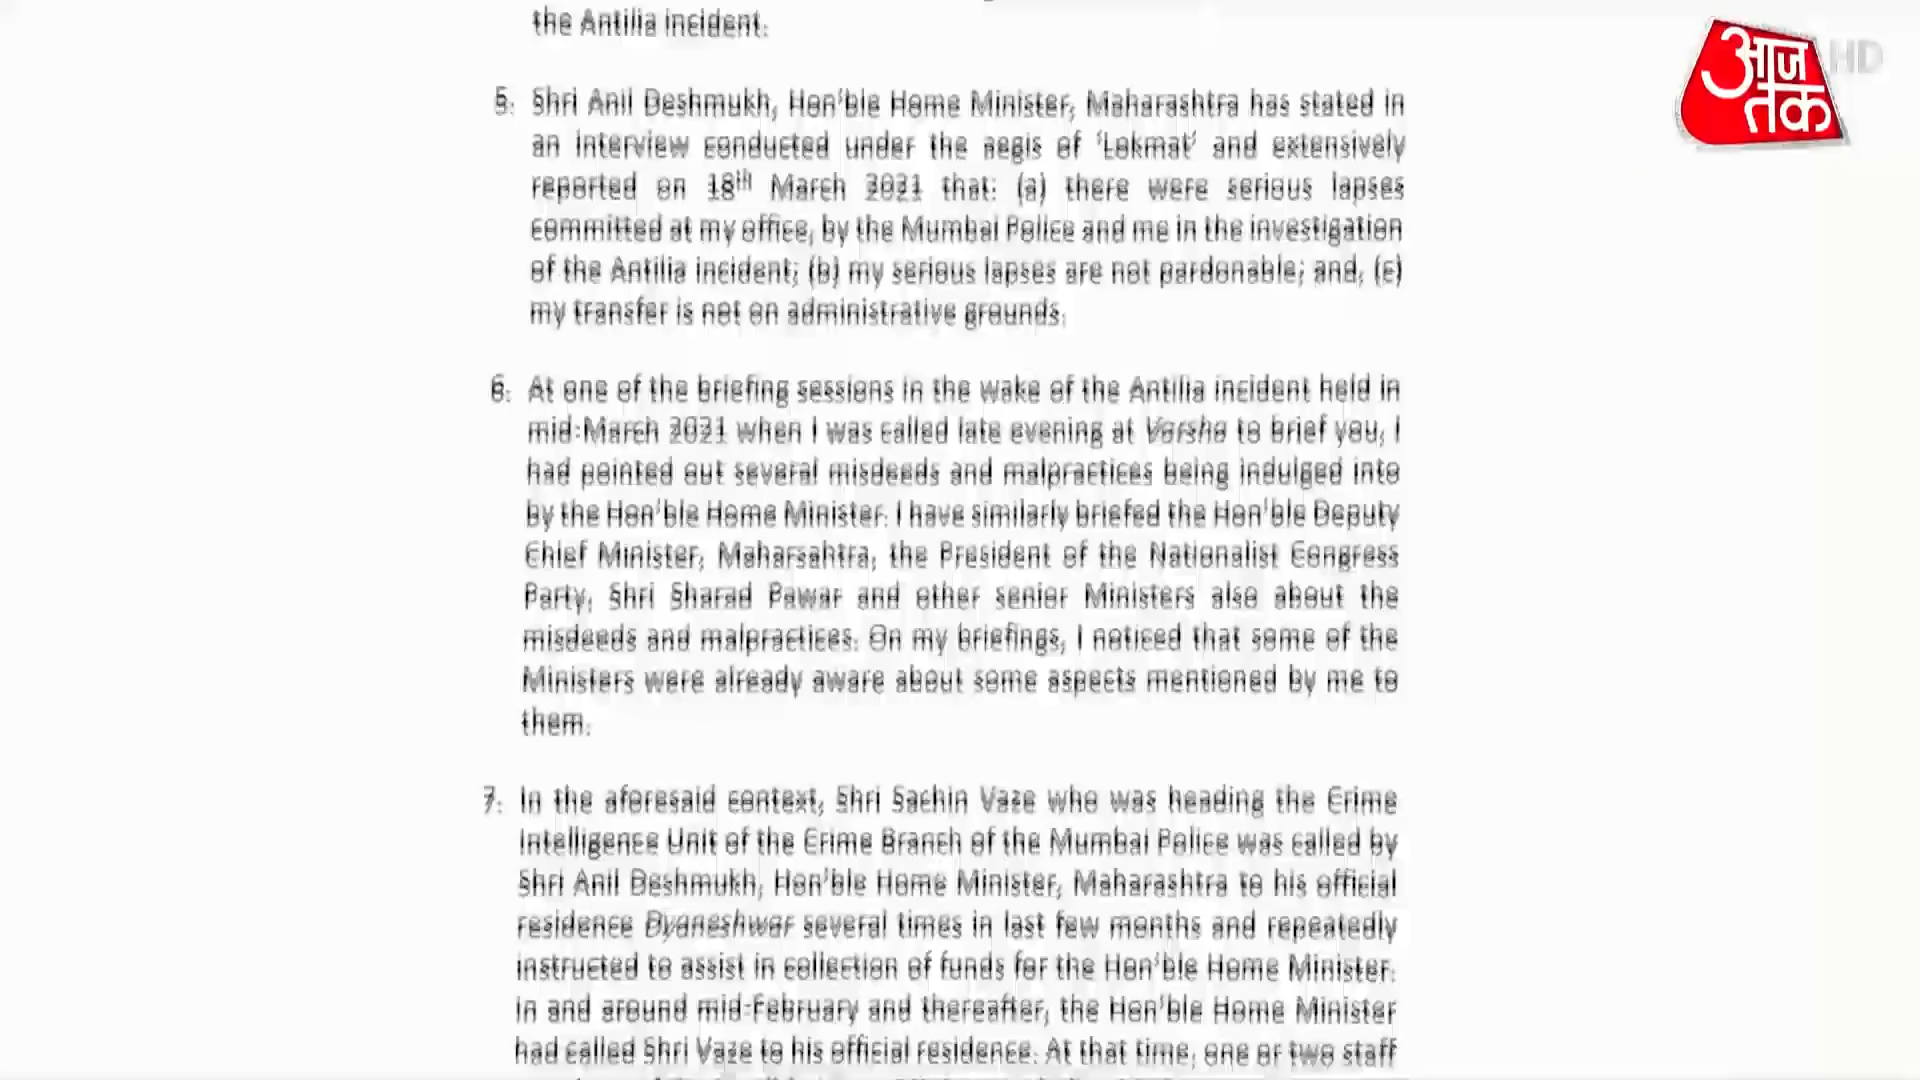 the Antilia incident.
आज
तक
HD
5. Shri Anil Deshmukh, Hon'ble Home Minister, Maharashtra has stated in
an interview conducted under the aegis of 'Lokmat' and extensively
reported on 18th March 2021 that: (a) there were serious lapses
committed at my office, by the Mumbai Police and me in the investigation
of the Antilia incident; (b) my serious lapses are not pardonable; and, (c)
my transfer is not on administrative grounds.
6. At one of the briefing sessions in the wake of the Antilia incident held in
mid-March 2021 when I was called late evening at Varsha to brief you, I
had pointed out several misdeeds and malpractices being indulged into
by the Hon'ble Home Minister. I have similarly briefed the Hon'ble Deputy
Chief Minister, Maharsahtra, the President of the Nationalist Congress
Party, Shri Sharad Pawar and other senior Ministers also about the
misdeeds and malpractices. On my briefings, I noticed that some of the
Ministers were already aware about some aspects mentioned by me to
them.
7. In the aforesaid context, Shri Sachin Vaze who was heading the Crime
Intelligence Unit of the Crime Branch of the Mumbai Police was called by
Shri Anil Deshmukh, Hon'ble Home Minister, Maharashtra to his official
residence Dyaneshwar several times in last few months and repeatedly
instructed to assist in collection of funds for the Hon'ble Home Minister.
In and around mid-February and thereafter, the Hon'ble Home Minister
had called Shri Vaze to his official residence. At that time, one or two staff